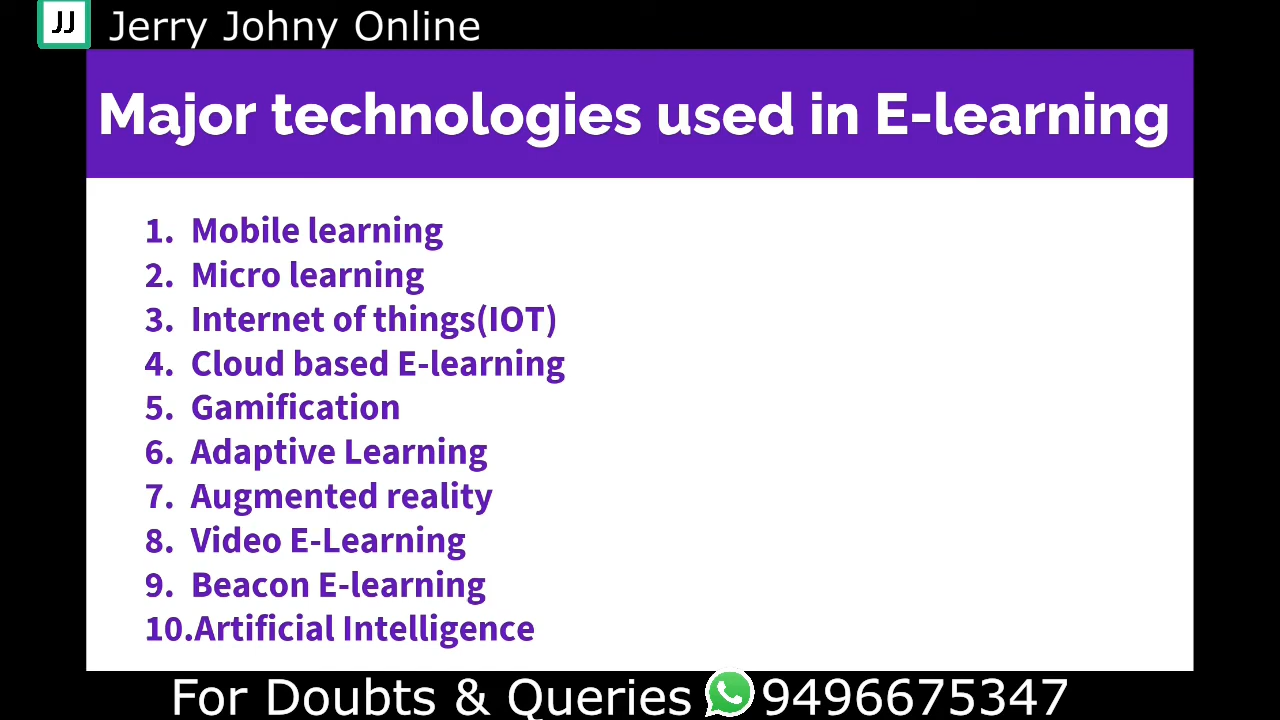 JJ Jerry Johny Online
Major technologies used in E-learning
1. Mobile learning
2. Micro learning
3. Internet of things(IOT)
4. Cloud based E-learning
5. Gamification
6. Adaptive Learning
7. Augmented reality
8. Video E-Learning
9. Beacon E-learning
10.Artificial Intelligence
For Doubts & Queries 9496675347